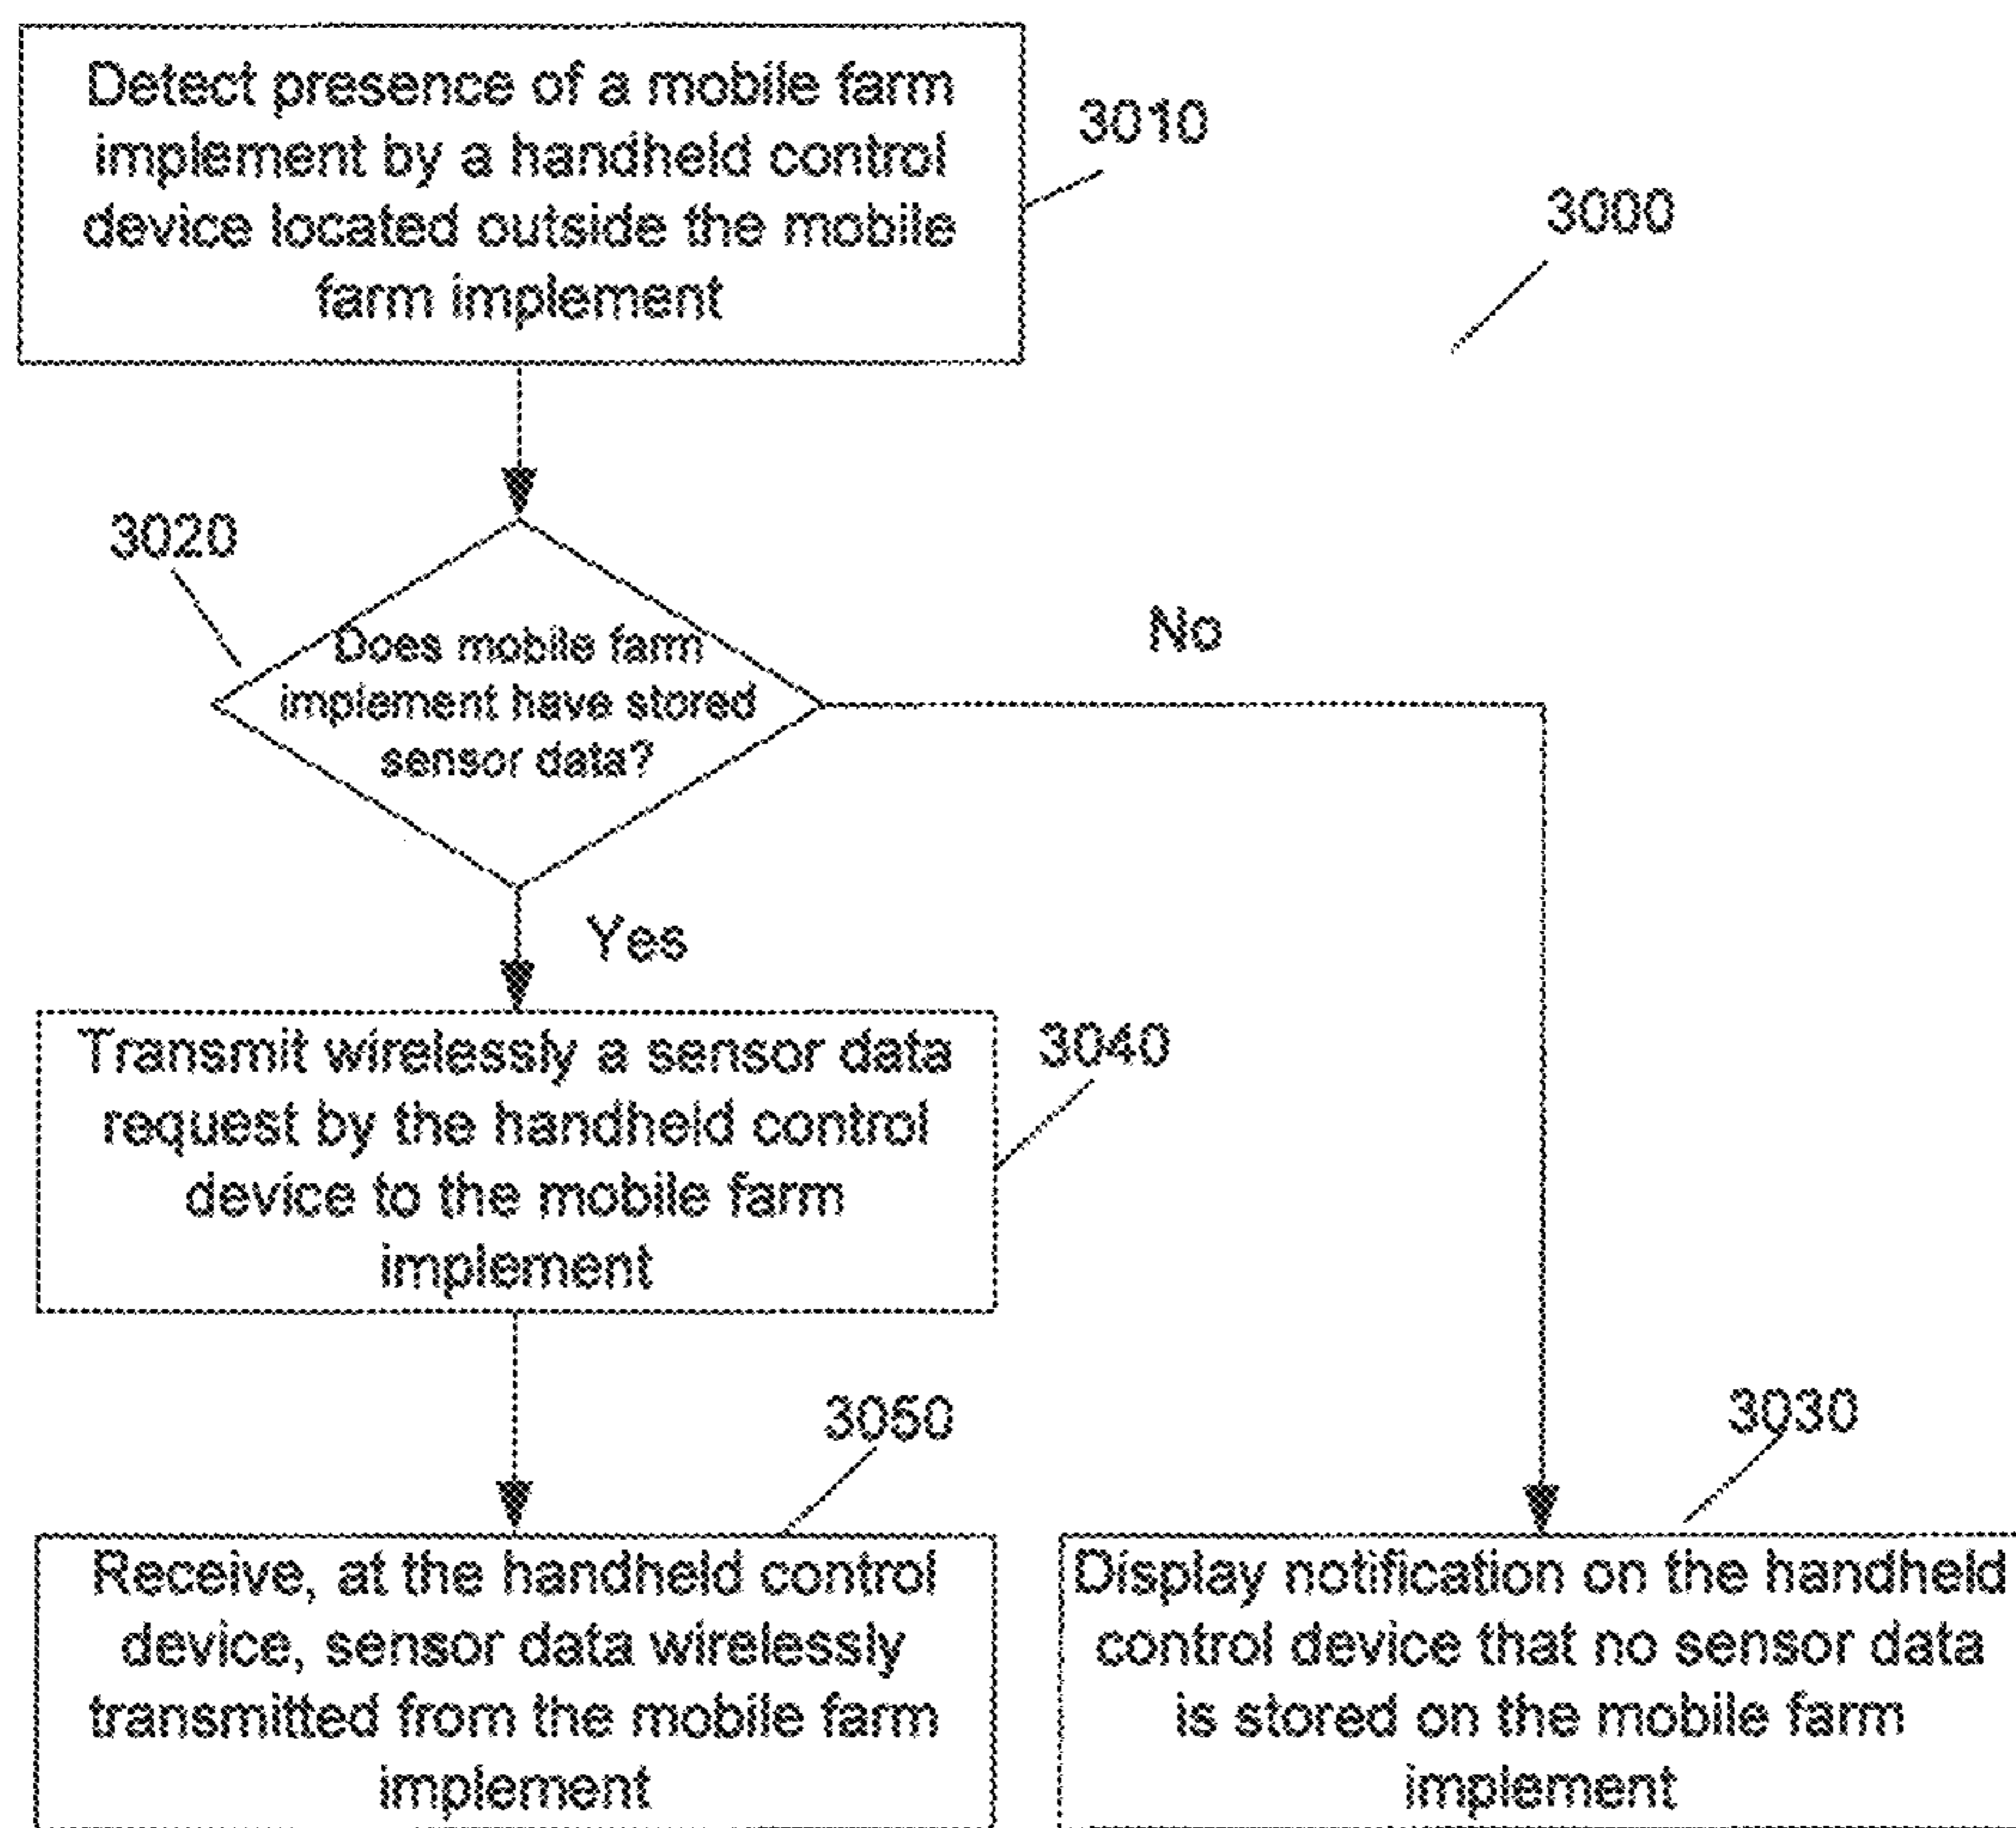 Detect presence of a mobile farm
implement by a handheld control
device located outside the mobile
farm implement
3010
3000
3020
Does mobile farm
implement have stored
sensor data?
No
Yes
Transmit wirelessly a sensor data
request by the handheld control
device to the mobile farm
implement
3040
3050
3030
Receive, at the handheld control
device, sensor data wirelessly
transmitted from the mobile farm
implement
Display notification on the handheld
control device that no sensor data
is stored on the mobile farm
implement